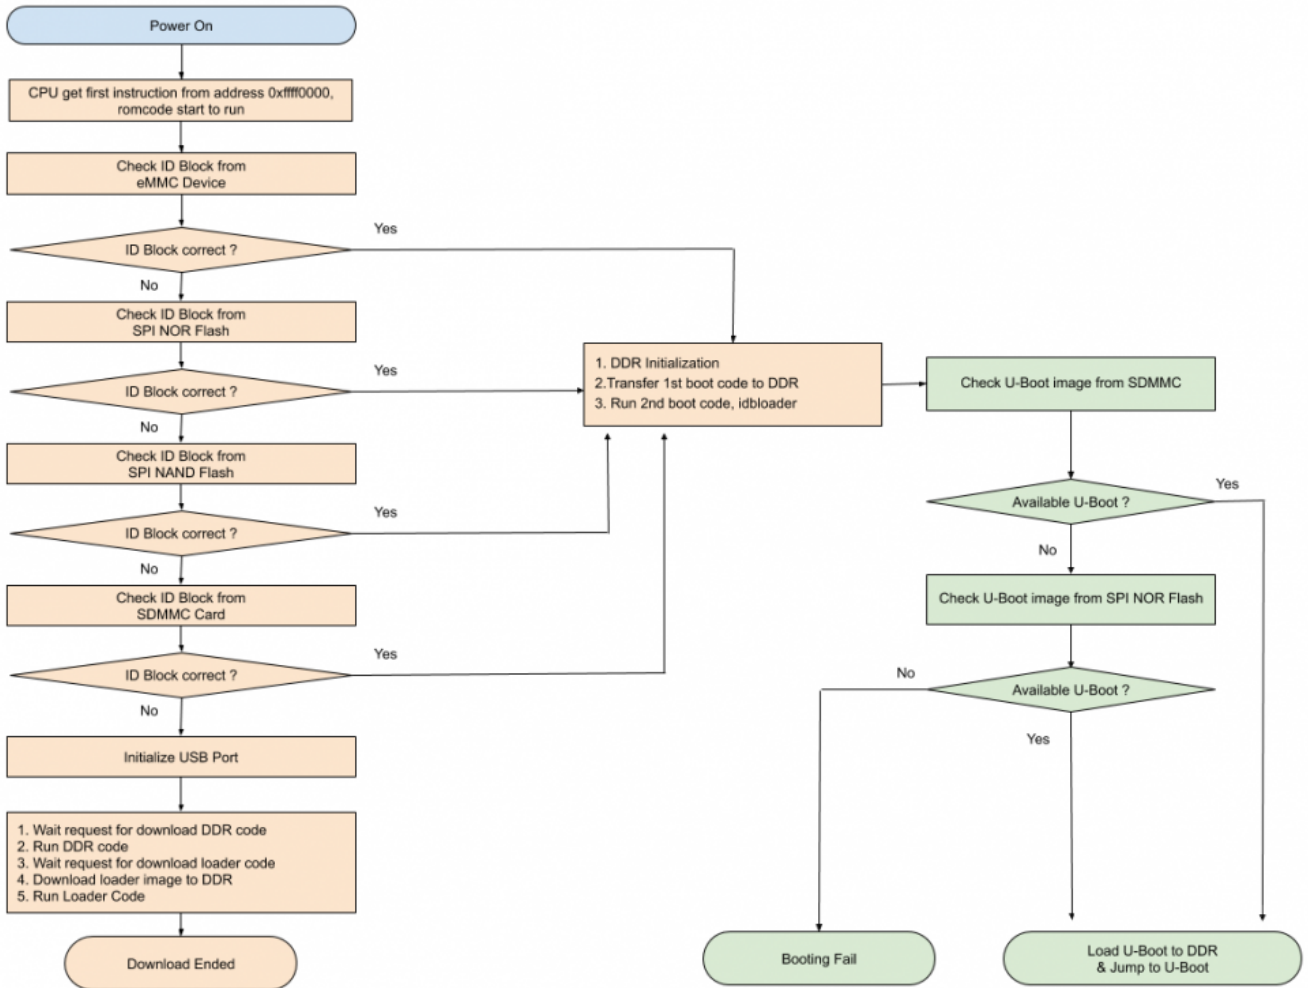 Power On
CPU get first instruction from address 0xffff0000,
romcode start to run
Check ID Block from
eMMC Device
Yes
ID Block correct ?
No
Check ID Block from
SPI NOR Flash
Yes
ID Block correct ?
No
Check ID Block from
SPI NAND Flash
Yes
ID Block correct ?
No
Check ID Block from
SDMMC Card
Yes
ID Block correct ?
No
Initialize USB Port
1. Wait request for download DDR code
2. Run DDR code
3. Wait request for download loader code
4. Download loader image to DDR
5. Run Loader Code
Download Ended
1. DDR Initialization
2.Transfer 1st boot code to DDR
3. Run 2nd boot code, idbloader
Check U-Boot image from SDMMC
Yes
Available U-Boot ?
No
Check U-Boot image from SPI NOR Flash
No
Available U-Boot ?
Yes
Booting Fail
Load U-Boot to DDR
& Jump to U-Boot